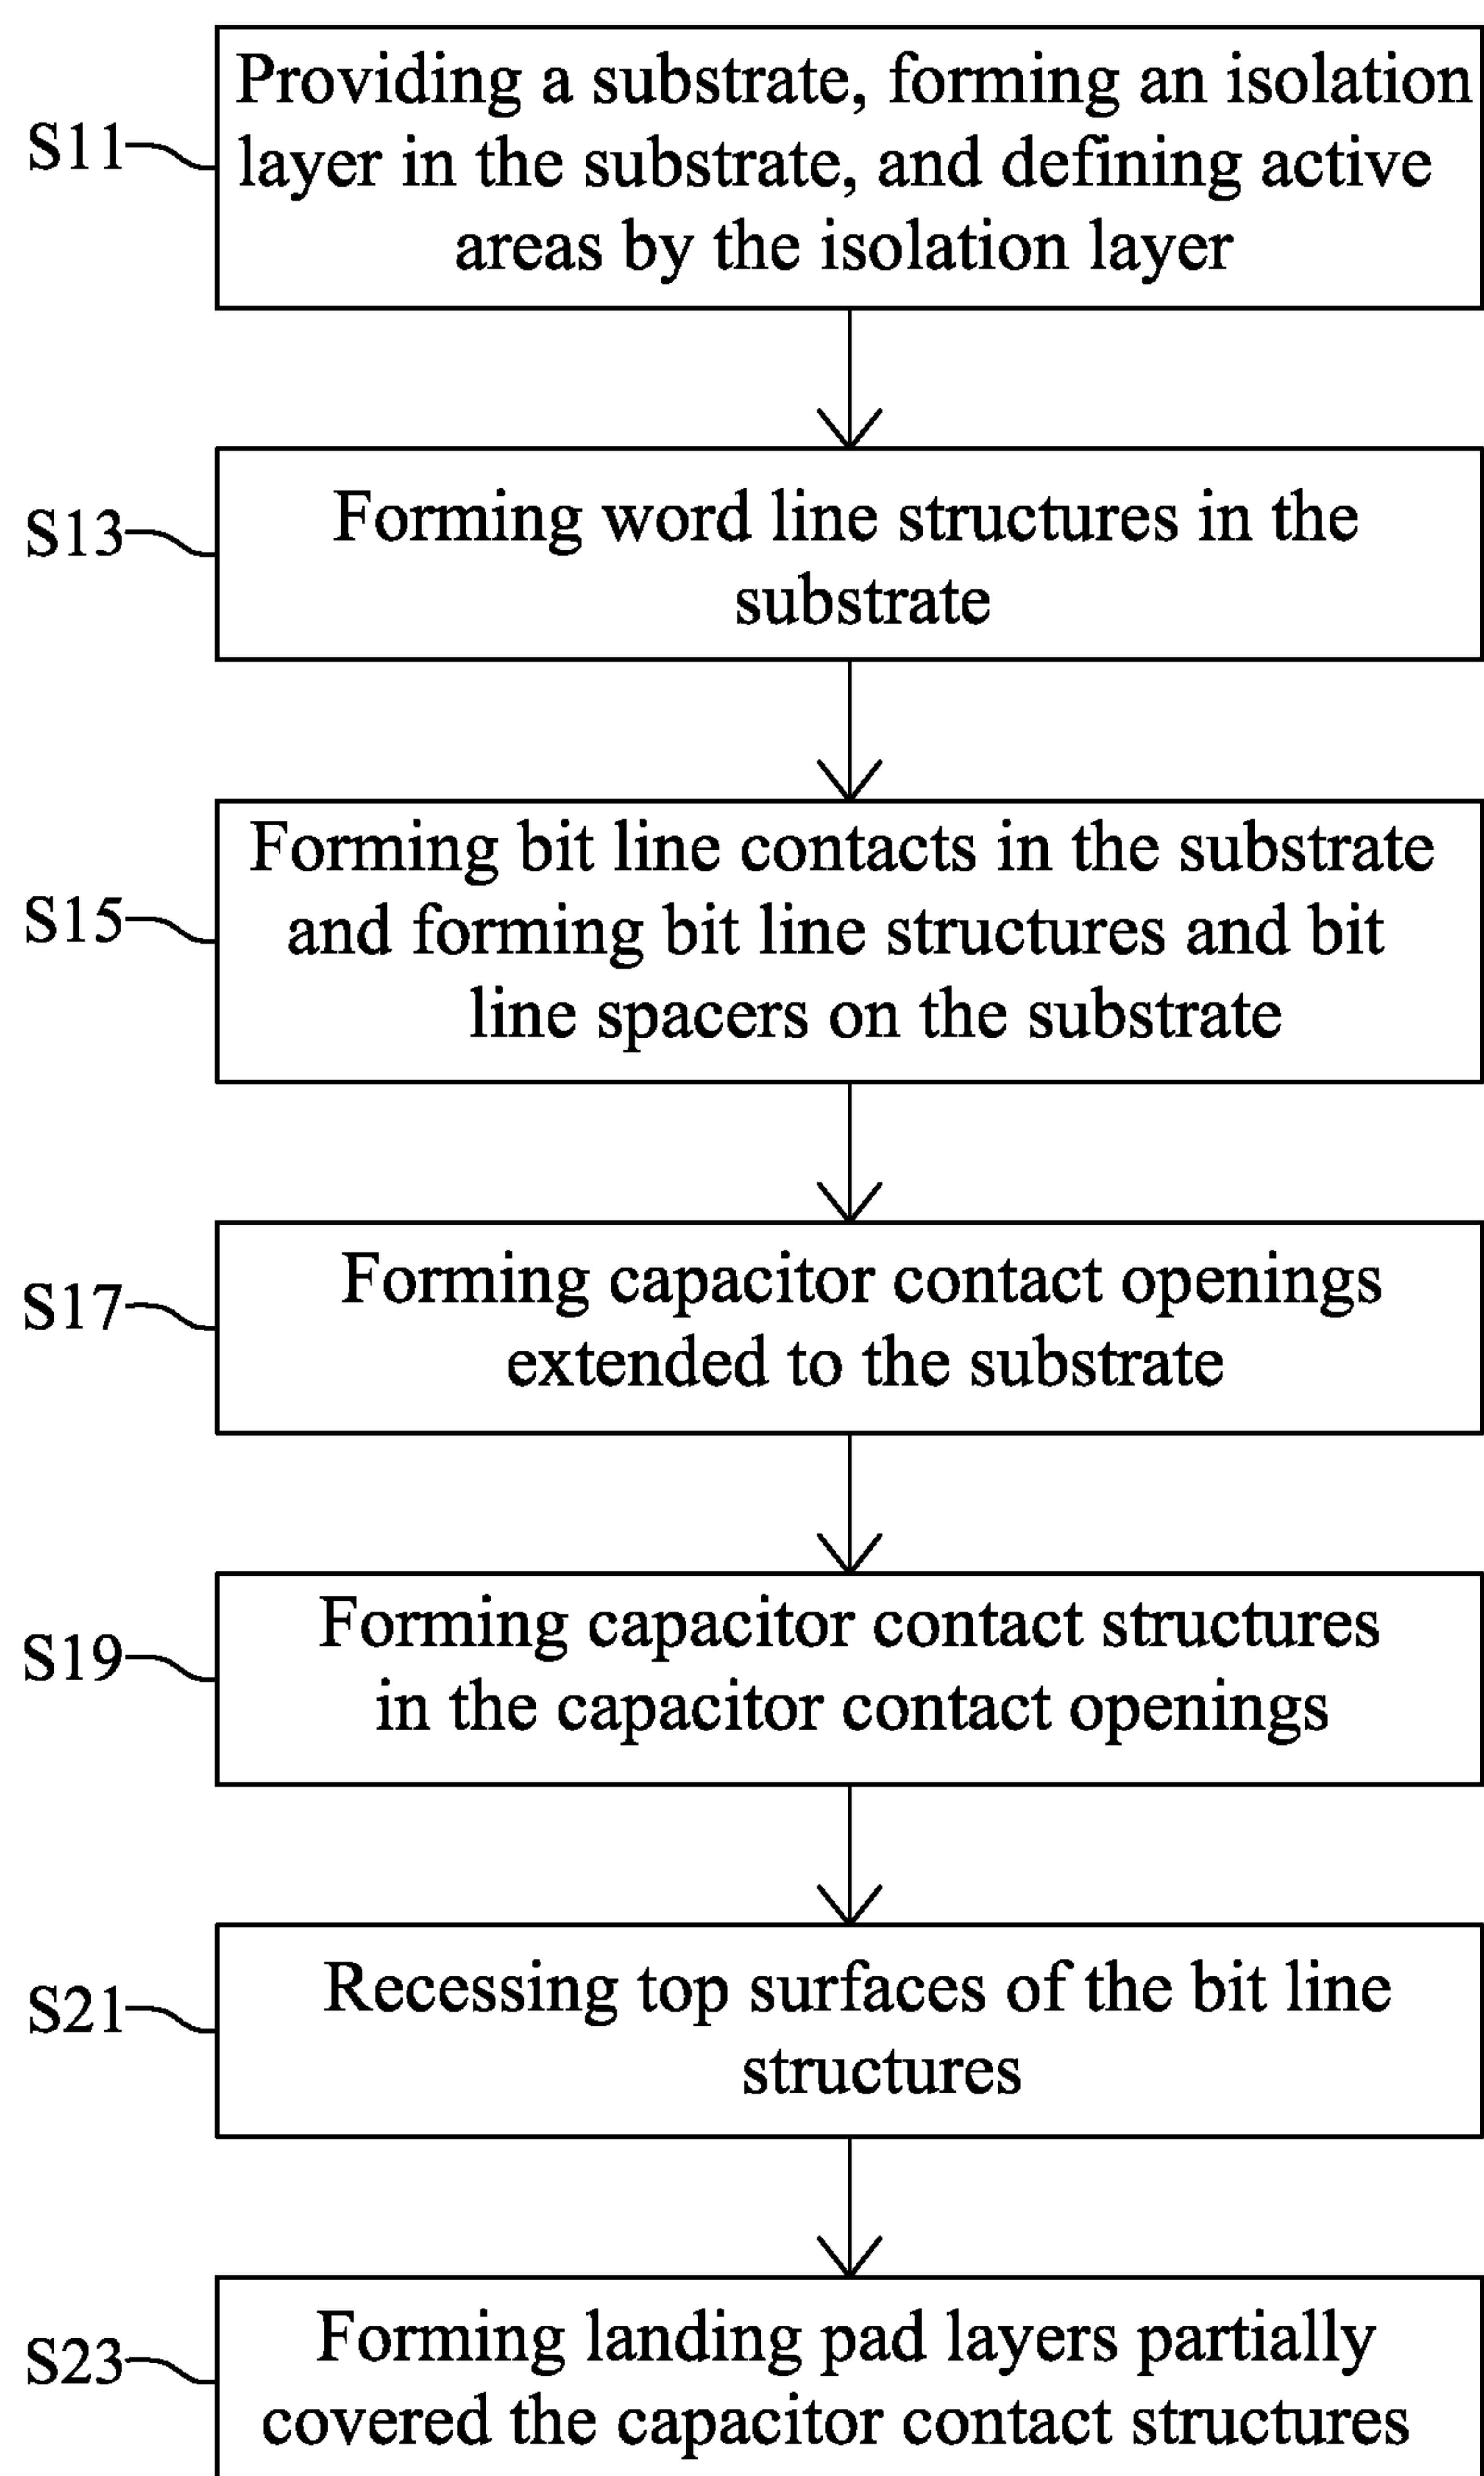 Providing a substrate, forming an isolation
S11
layer in the substrate, and defining active
areas by the isolation layer
Forming word line structures in the
S13
substrate
Forming bit line contacts in the substrate
S15
and forming bit line structures and bit
line spacers on the substrate
Forming capacitor contact openings
S17
extended to the substrate
Forming capacitor contact structures
S19
in the capacitor contact openings
Recessing top surfaces of the bit line
S21
structures
Forming landing pad layers partially
S23
covered the capacitor contact structures